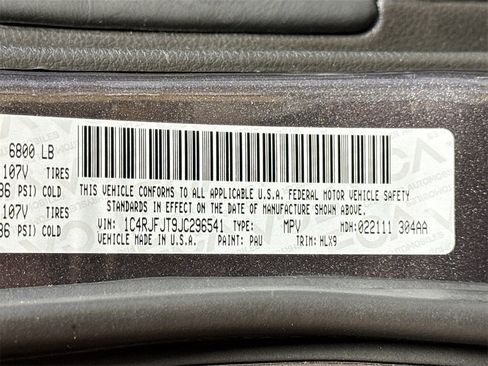 6800 LB
107V TIRES
36 PSI) COLD
107V TIRES
36 PSI) COLD
THIS VEHICLE CONFORMS TO ALL APPLICABLE U.S.A. FEDERAL MOTOR VEHICLE SAFETY
STANDARDS IN EFFECT ON THE DATE OF MANUFACTURE SHOWN ABOVE.
VIN: 1C4RJFJT9JC296541 TYPE: MPV MDH:022111 304AA
VEHICLE MADE IN U.S.A. PAINT: PAU TRIM: HLX9